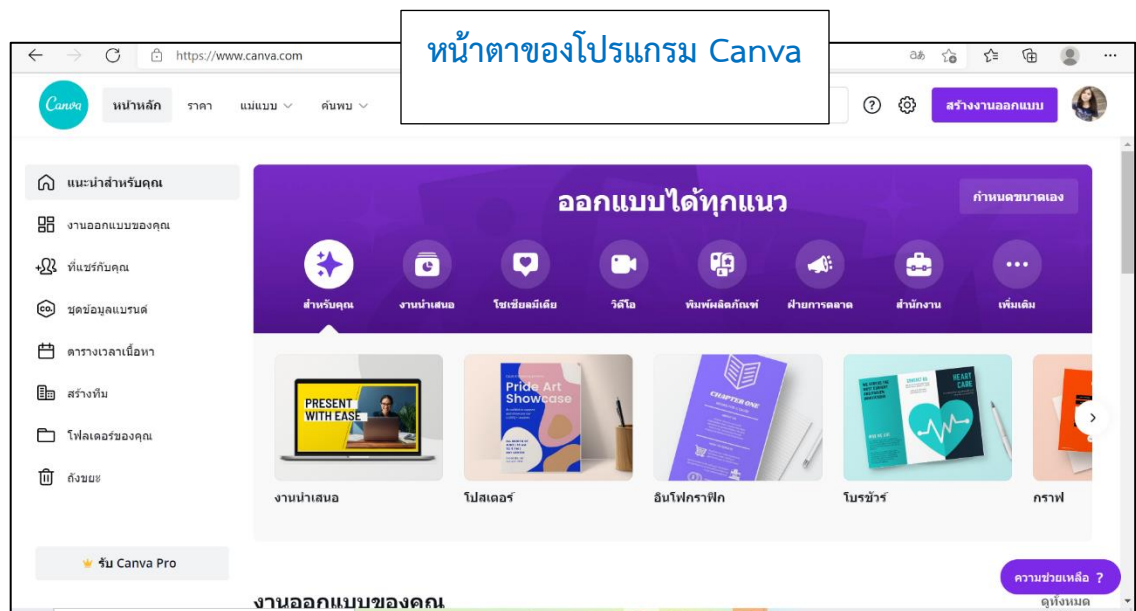 หน้าตาของโปรแกรม Canva
https://www.canva.com
Canva หน้าหลัก ราคา แม่แบบ ค้นพบ สร้างงานออกแบบ
แนะนำสำหรับคุณ
งานออกแบบของคุณ
ที่แชร์กับคุณ
ชุดข้อมูลแบรนด์
ตารางเวลาเนื้อหา
สร้างทีม
โฟลเดอร์ของคุณ
ถังขยะ
รับ Canva Pro
ออกแบบได้ทุกแนว
กำหนดขนาดเอง
สำหรับคุณ งานนำเสนอ โซเชียลมีเดีย วิดีโอ พิมพ์ผลิตภัณฑ์ ฝ่ายการตลาด สำนักงาน เพิ่มเติม
PRESENT
WITH EASE
Pride Art
Showcase
CHAPTER ONE
HEART
CARE
งานนำเสนอ โปสเตอร์ อินโฟกราฟิก โบรชัวร์ กราฟ
งานออกแบบของคุณ
ความช่วยเหลือ ?
ดูทั้งหมด